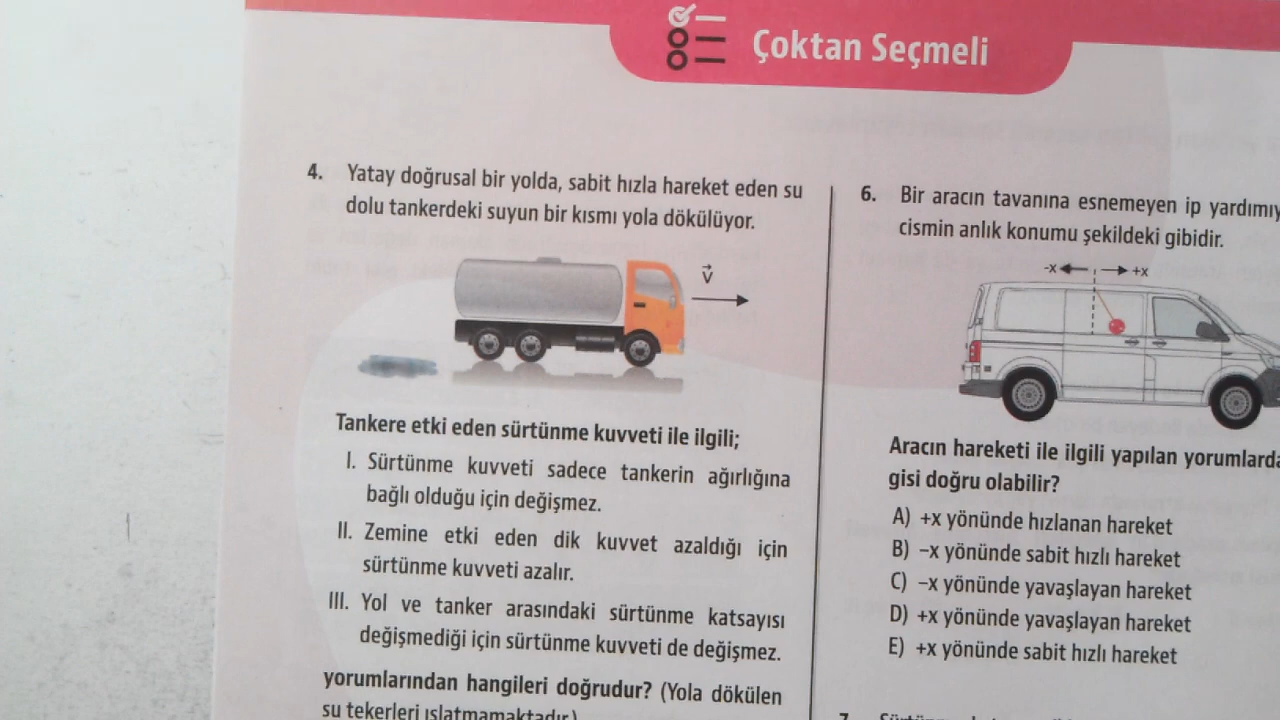 Çoktan Seçmeli
4. Yatay doğrusal bir yolda, sabit hızla hareket eden su
dolu tankerdeki suyun bir kısmı yola dökülüyor.
V
Tankere etki eden sürtünme kuvveti ile ilgili;
I. Sürtünme kuvveti sadece tankerin ağırlığına
bağlı olduğu için değişmez.
II. Zemine etki eden dik kuvvet azaldığı için
sürtünme kuvveti azalır.
III. Yol ve tanker arasındaki sürtünme katsayısı
değişmediği için sürtünme kuvveti de değişmez.
yorumlarından hangileri doğrudur? (Yola dökülen
su tekerleri ıslatmamaktadır.)
6. Bir aracın tavanına esnemeyen ip
cismin anlık konumu şekildeki gibidir.
-x +x
Aracın hareketi ile ilgili yapılan
gisi doğru olabilir?
A) +x yönünde hızlanan hareket
B) –x yönünde sabit hızlı hareket
C) –x yönünde yavaşlayan hareket
D) +x yönünde yavaşlayan hareket
E) +x yönünde sabit hızlı hareket
7.